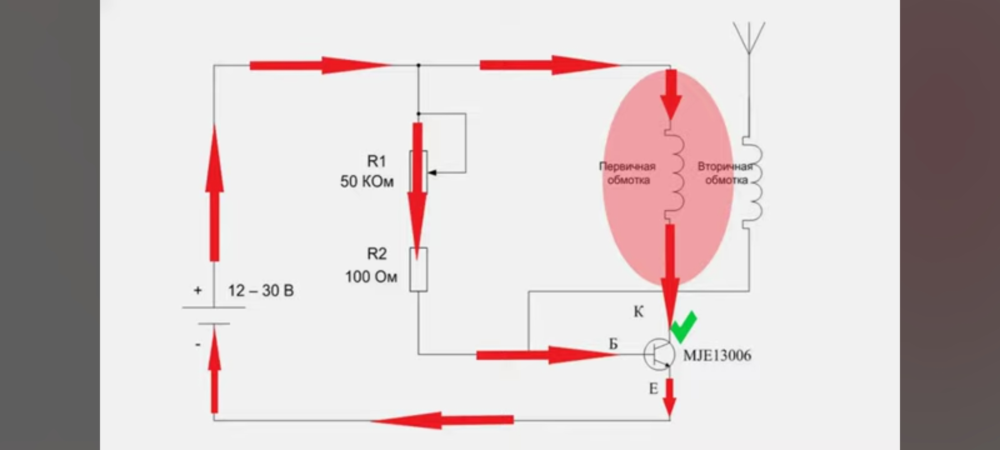 R1
50 КОм
R2
100 Ом
+
12 – 30 В
-
Первичная
обмотка
Вторичная
обмотка
К
Б
MJE13006
Е